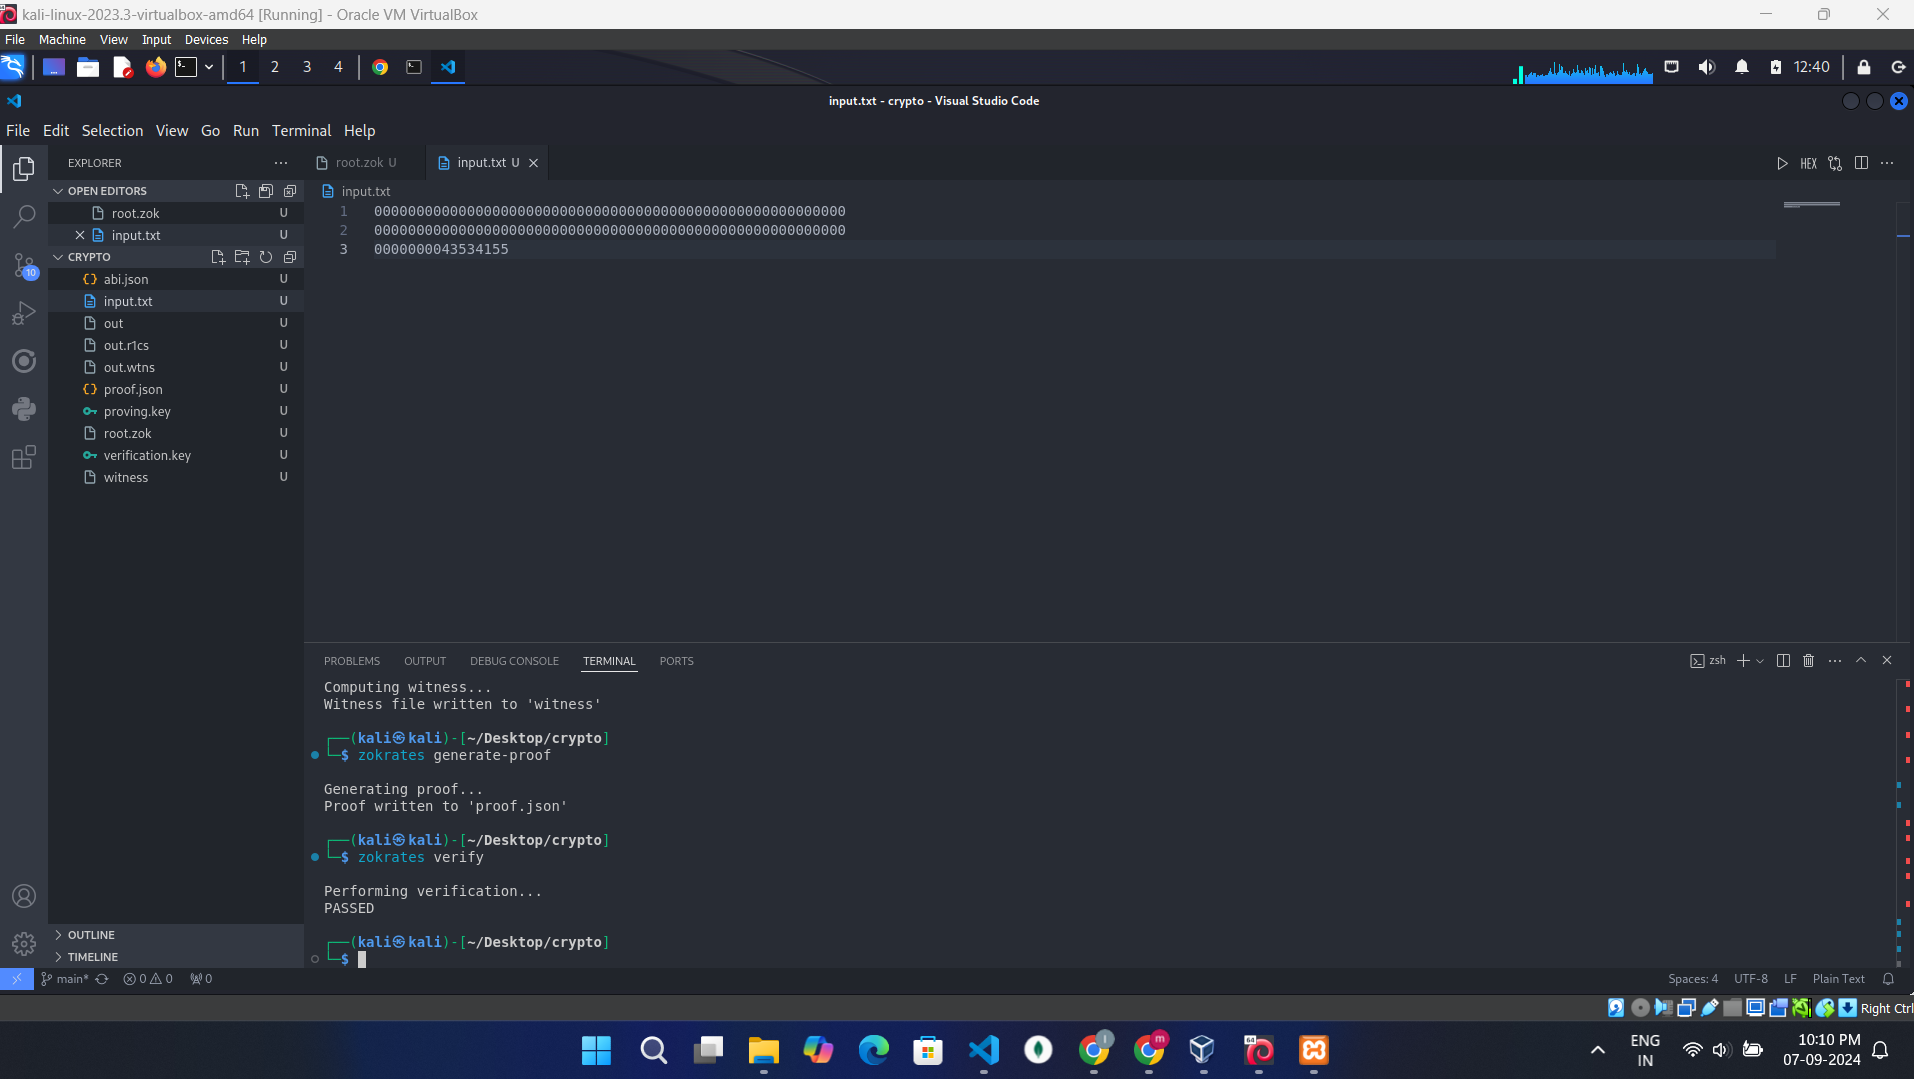 kali-linux-2023.3-virtualbox-amd64 [Running] - Oracle VM VirtualBox
File Machine View Input Devices Help
1 2 3 4
12:40
input.txt - crypto - Visual Studio Code
File Edit Selection View Go Run Terminal Help
EXPLORER
root.zok U
input.txt U
HEX
OPEN EDITORS
input.txt
root.zok U
input.txt U
1 00000000000000000000000000000000000000000000000000000000
2 00000000000000000000000000000000000000000000000000000000
3 0000000043534155
CRYPTO
10
abi.json U
input.txt U
out U
out.r1cs U
out.wtns U
proof.json U
proving.key U
root.zok U
verification.key U
witness U
PROBLEMS OUTPUT DEBUG CONSOLE TERMINAL PORTS
zsh
Computing witness...
Witness file written to 'witness'
┌──(kali㉿kali)-[~/Desktop/crypto]
└─$ zokrates generate-proof
Generating proof...
Proof written to 'proof.json'
┌──(kali㉿kali)-[~/Desktop/crypto]
└─$ zokrates verify
Performing verification...
PASSED
┌──(kali㉿kali)-[~/Desktop/crypto]
└─$
OUTLINE
TIMELINE
main* 0 0 0
Spaces: 4 UTF-8 LF Plain Text
Right Ctrl
ENG
IN
10:10 PM
07-09-2024